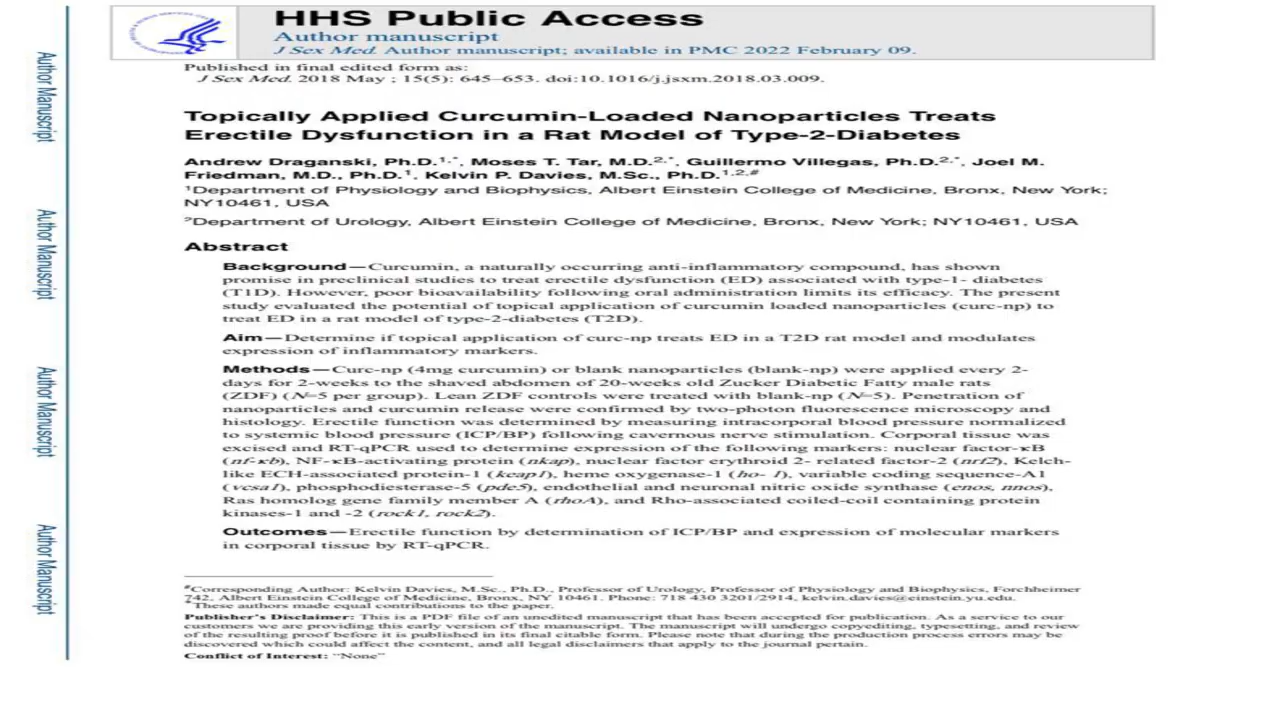 HHS Public Access
Author manuscript
J Sex Med. Author manuscript; available in PMC 2022 February 09.
Published in final edited form as:
J Sex Med. 2018 May ; 15(5): 645–653. doi:10.1016/j.jsxm.2018.03.009.
Topically Applied Curcumin-Loaded Nanoparticles Treats
Erectile Dysfunction in a Rat Model of Type-2-Diabetes
Andrew Draganski, Ph.D.1,*, Moses T. Tar, M.D.2,*, Guillermo Villegas, Ph.D.2,*, Joel M.
Friedman, M.D., Ph.D.1, Kelvin P. Davies, M.Sc., Ph.D.1,2,#
1Department of Physiology and Biophysics, Albert Einstein College of Medicine, Bronx, New York;
NY10461, USA
2Department of Urology, Albert Einstein College of Medicine, Bronx, New York; NY10461, USA
Abstract
Background—Curcumin, a naturally occurring anti-inflammatory compound, has shown
promise in preclinical studies to treat erectile dysfunction (ED) associated with type-1- diabetes
(T1D). However, poor bioavailability following oral administration limits its efficacy. The present
study evaluated the potential of topical application of curcumin loaded nanoparticles (curc-np) to
treat ED in a rat model of type-2-diabetes (T2D).
Aim—Determine if topical application of curc-np treats ED in a T2D rat model and modulates
expression of inflammatory markers.
Methods—Curc-np (4mg curcumin) or blank nanoparticles (blank-np) were applied every 2-
days for 2-weeks to the shaved abdomen of 20-weeks old Zucker Diabetic Fatty male rats
(ZDF) (N=5 per group). Lean ZDF controls were treated with blank-np (N=5). Penetration of
nanoparticles and curcumin release were confirmed by two-photon fluorescence microscopy and
histology. Erectile function was determined by measuring intracorporal blood pressure normalized
to systemic blood pressure (ICP/BP) following cavernous nerve stimulation. Corporal tissue was
excised and RT-qPCR used to determine expression of the following markers: nuclear factor-κB
(nf-κb), NF-κB-activating protein (nkap), nuclear factor erythroid 2- related factor-2 (nrf2), Kelch-
like ECH-associated protein-1 (keap1), heme oxygenase-1 (ho- 1), variable coding sequence-A1
(vcsa1), phosphodiesterase-5 (pde5), endothelial and neuronal nitric oxide synthase (enos, nnos),
Ras homolog gene family member A (rhoA), and Rho-associated coiled-coil containing protein
kinases-1 and -2 (rock1, rock2).
Outcomes—Erectile function by determination of ICP/BP and expression of molecular markers
in corporal tissue by RT-qPCR.
#Corresponding Author: Kelvin Davies, M.Sc., Ph.D., Professor of Urology, Professor of Physiology and Biophysics, Forchheimer
742, Albert Einstein College of Medicine, Bronx, NY 10461. Phone: 718 430 3201/2914, kelvin.davies@einstein.yu.edu.
*These authors made equal contributions to the paper.
Publisher's Disclaimer: This is a PDF file of an unedited manuscript that has been accepted for publication. As a service to our
customers we are providing this early version of the manuscript. The manuscript will undergo copyediting, typesetting, and review
of the resulting proof before it is published in its final citable form. Please note that during the production process errors may be
discovered which could affect the content, and all legal disclaimers that apply to the journal pertain.
Conflict of Interest: "None"
Author Manuscript
Author Manuscript
Author Manuscript
Author Manuscript